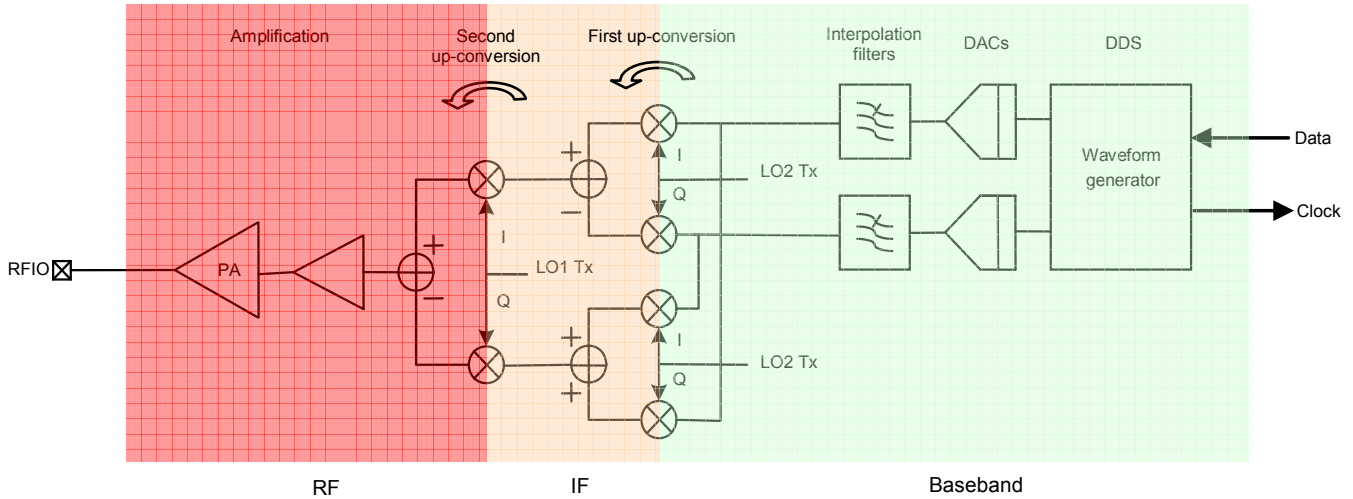 Amplification
Second
up-conversion
First up-conversion
Interpolation
filters
DACs
DDS
I
Q
LO2 Tx
Waveform
generator
Data
Clock
+
−
RFIO
PA
+
−
I
Q
LO1 Tx
+
+
I
Q
LO2 Tx
RF
IF
Baseband